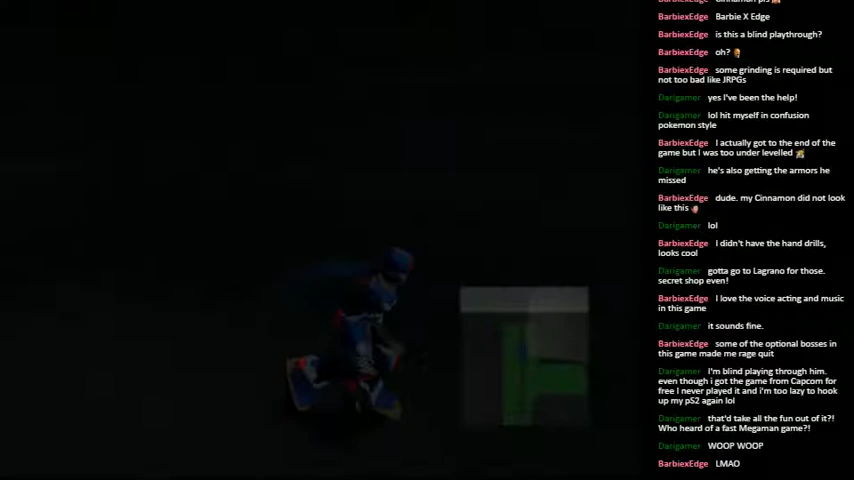 Cinnamon pls
BarbiexEdge Barbie X Edge
BarbiexEdge is this a blind playthrough?
BarbiexEdge oh?
BarbiexEdge some grinding is required but
not too bad like JRPGs
Darigamer yes I've been the help!
Darigamer lol hit myself in confusion
pokemon style
BarbiexEdge I actually got to the end of the
game but I was too under levelled
Darigamer he's also getting the armors he
missed
BarbiexEdge dude. my Cinnamon did not look
like this
Darigamer lol
BarbiexEdge I didn't have the hand drills,
looks cool
Darigamer gotta go to Lagrano for those.
secret shop even!
BarbiexEdge I love the voice acting and music
in this game
Darigamer it sounds fine.
BarbiexEdge some of the optional bosses in
this game made me rage quit
Darigamer I'm blind playing through him.
even though i got the game from Capcom for
free I never played it and i'm too lazy to hook
up my pS2 again lol
Darigamer that'd take all the fun out of it?!
Who heard of a fast Megaman game?!
Darigamer WOOP WOOP
BarbiexEdge LMAO